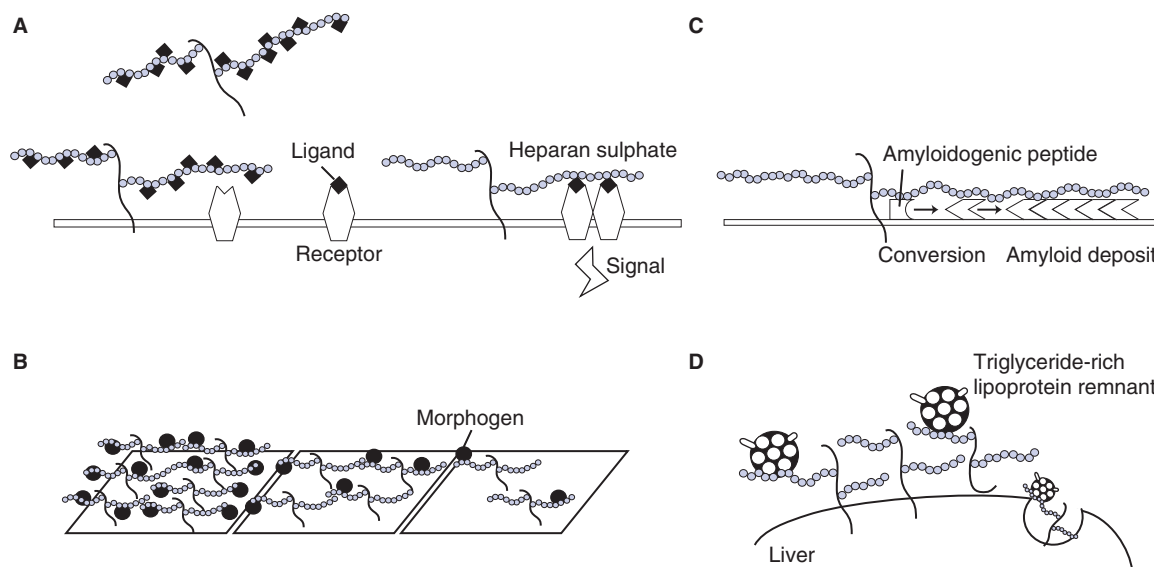 A
Ligand
Heparan sulphate
Receptor
Signal
B
Morphogen
C
Amyloidogenic peptide
Conversion
Amyloid deposit
D
Triglyceride-rich
lipoprotein remnant
Liver